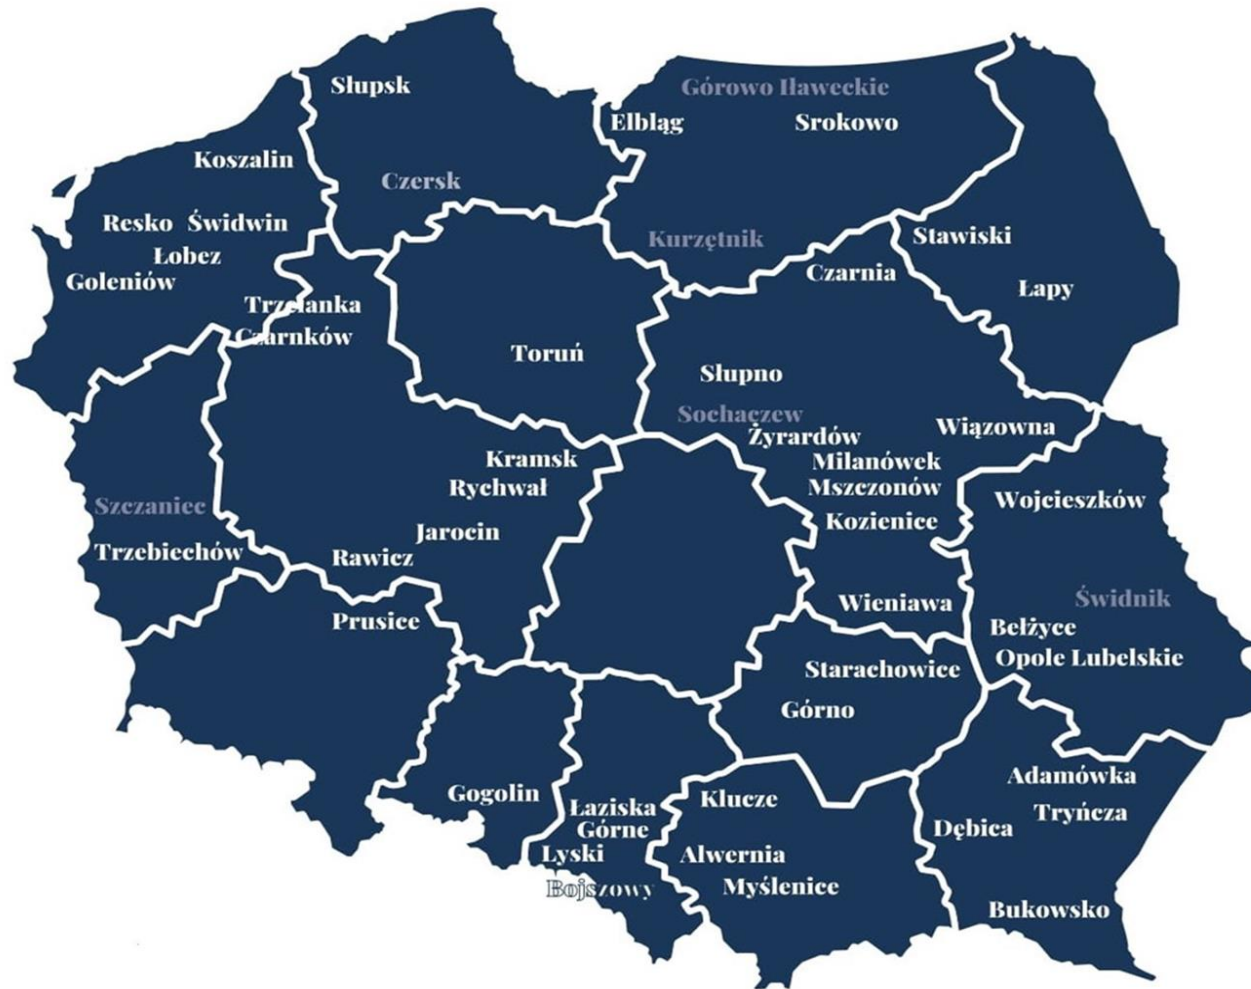 Słupsk
Górowo Iławeckie
Elbląg
Srokowo
Koszalin
Czersk
Resko
Świdwin
Kurzętnik
Stawiski
Łobez
Goleniów
Czarnia
Łapy
Trzcianka
Czarnków
Toruń
Słupno
Sochaczew
Wiązowna
Żyrardów
Kramsk
Milanówek
Rychwał
Mszczonów
Wojcieszków
Szczaniec
Kozienice
Jarocin
Trzebiechów
Rawicz
Wieniawa
Świdnik
Prusice
Bełżyce
Opole Lubelskie
Starachowice
Górno
Adamówka
Gogolin
Klucze
Łaziska
Górne
Tryńcza
Dębica
Lyski
Alwernia
Bojszowy
Myślenice
Bukowsko